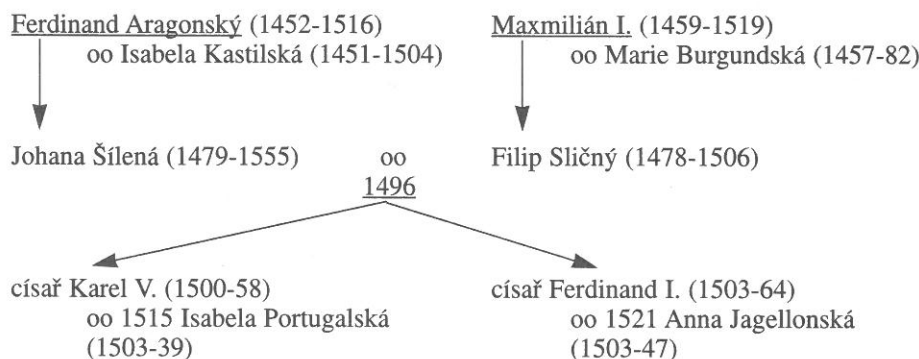 Ferdinand Aragonský (1452-1516)
oo Isabela Kastilská (1451-1504)
Maxmilián I. (1459-1519)
oo Marie Burgundská (1457-82)
Johana Šílená (1479-1555)
oo
1496
Filip Sličný (1478-1506)
císař Karel V. (1500-58)
oo 1515 Isabela Portugalská
(1503-39)
císař Ferdinand I. (1503-64)
oo 1521 Anna Jagellonská
(1503-47)